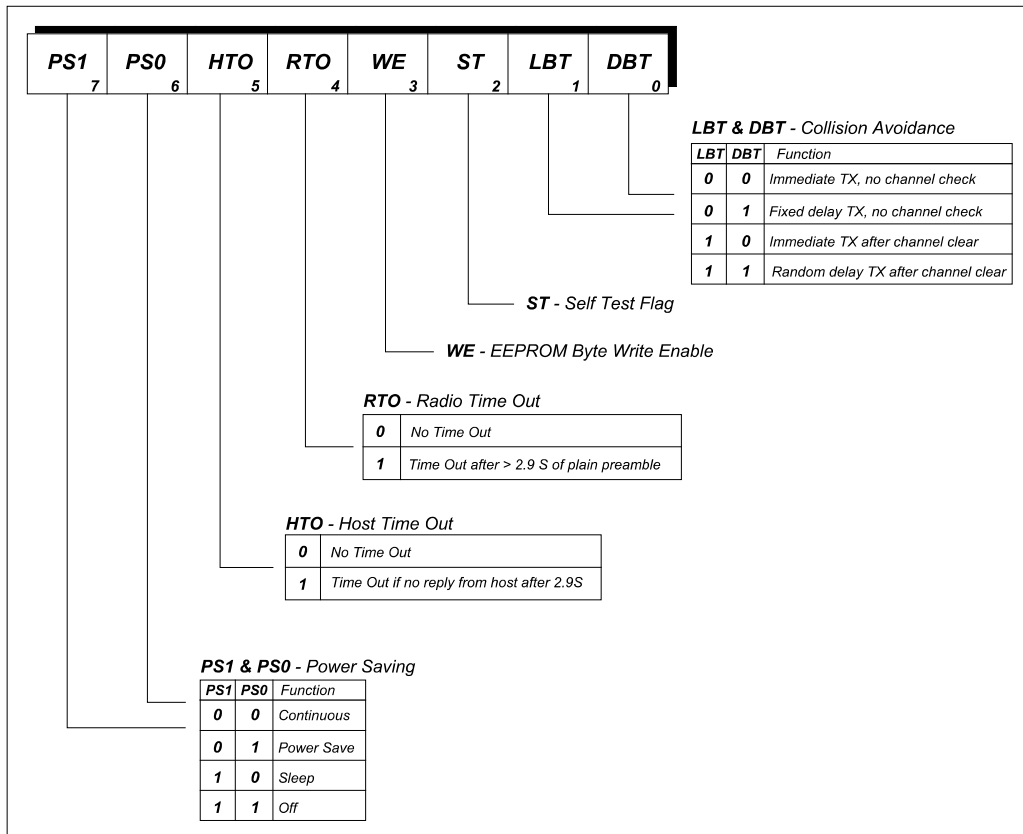 PS1 PS0 HTO RTO WE ST LBT DBT
7 6 5 4 3 2 1 0
LBT & DBT - Collision Avoidance
LBT DBT Function
0 0 Immediate TX, no channel check
0 1 Fixed delay TX, no channel check
1 0 Immediate TX after channel clear
1 1 Random delay TX after channel clear
ST - Self Test Flag
WE - EEPROM Byte Write Enable
RTO - Radio Time Out
0 No Time Out
1 Time Out after > 2.9 S of plain preamble
HTO - Host Time Out
0 No Time Out
1 Time Out if no reply from host after 2.9S
PS1 & PS0 - Power Saving
PS1 PS0 Function
0 0 Continuous
0 1 Power Save
1 0 Sleep
1 1 Off